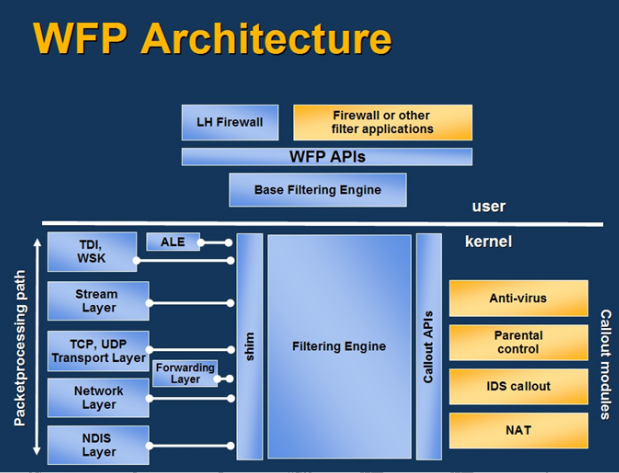 WFP Architecture
LH Firewall
Firewall or other
filter applications
WFP APIs
Base Filtering Engine
user
kernel
Packetprocessing path
TDI,
WSK
ALE
Stream
Layer
TCP, UDP
Transport Layer
Forwarding
Layer
Network
Layer
NDIS
Layer
shim
Filtering Engine
Callout APIs
Anti-virus
Parental
control
IDS callout
NAT
Callout modules